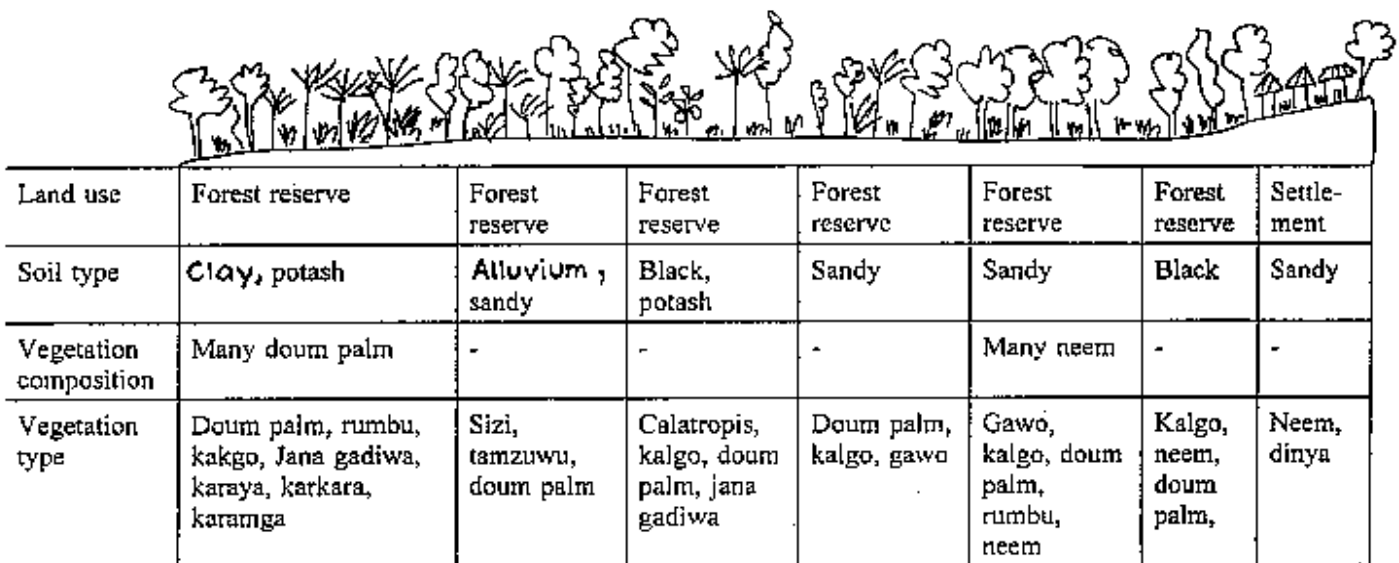 Land use Forest reserve Forest reserve Forest reserve Forest reserve Forest reserve Forest reserve Settle-ment
Soil type Clay, potash Alluvium, sandy Black, potash Sandy Sandy Black Sandy
Vegetation composition Many doum palm - - - Many neem - -
Vegetation type Doum palm, rumbu, kakgo, Jana gadiwa, karaya, karkara, karamga Sizi, tamzuwu, doum palm Calatropis, kalgo, doum palm, jana gadiwa Doum palm, kalgo, gawo Gawo, kalgo, doum palm, rumbu, neem Kalgo, neem, doum palm, Neem, dinya